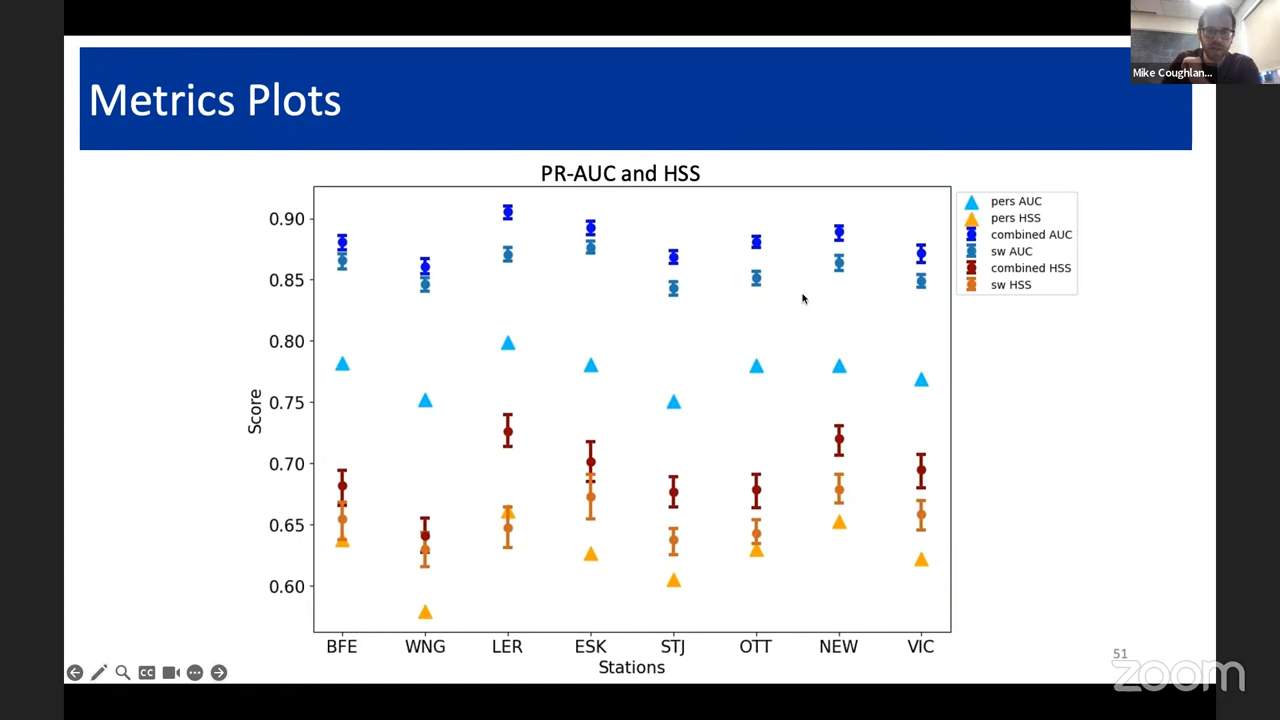 Mike Coughlan...
Metrics Plots
PR-AUC and HSS
pers AUC
pers HSS
combined AUC
sw AUC
combined HSS
sw HSS
0.90
0.85
0.80
0.75
0.70
0.65
0.60
Score
BFE WNG LER ESK STJ OTT NEW VIC
Stations
51
CC
zoom